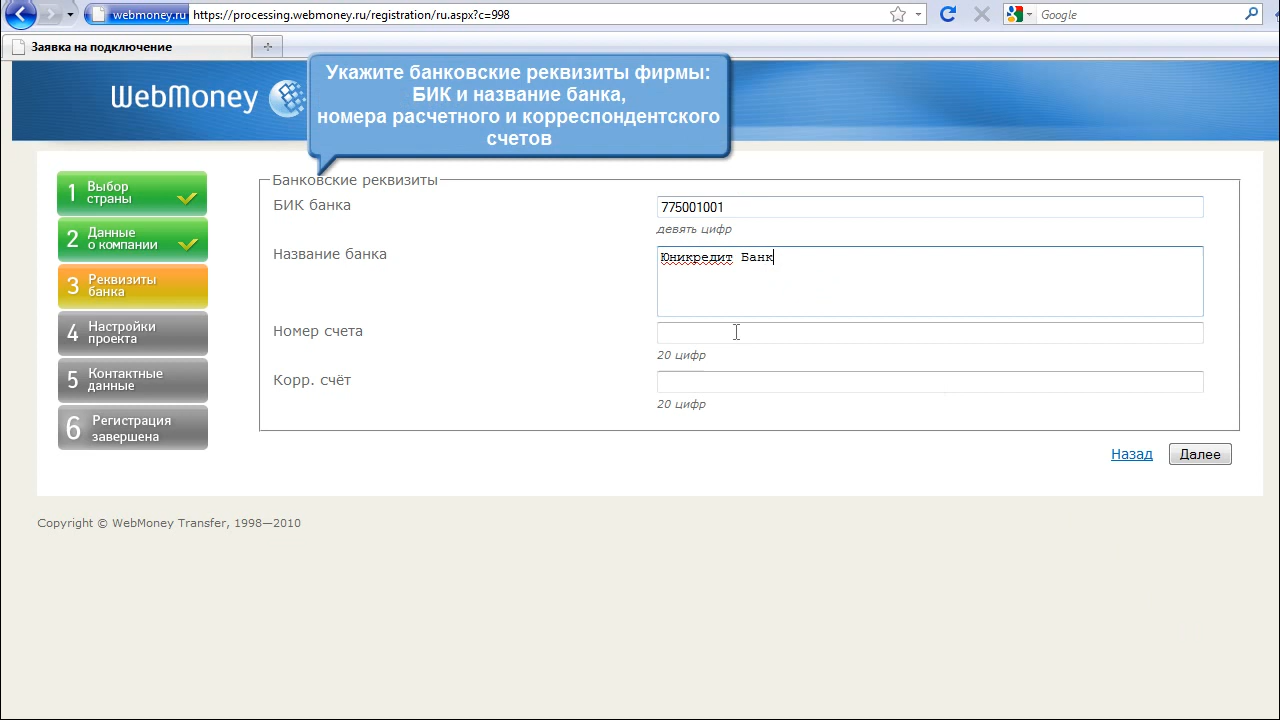 webmoney.ru https://processing.webmoney.ru/registration/ru.aspx?c=998 Google
Заявка на подключение
WebMoney
Укажите банковские реквизиты фирмы:
БИК и название банка,
номера расчетного и корреспондентского
счетов
1 Выбор
страны
2 Данные
о компании
3 Реквизиты
банка
4 Настройки
проекта
5 Контактные
данные
6 Регистрация
завершена
Банковские реквизиты
БИК банка 775001001
девять цифр
Название банка Юникредит Банк
Номер счета
20 цифр
Корр. счёт
20 цифр
Назад Далее
Copyright © WebMoney Transfer, 1998—2010